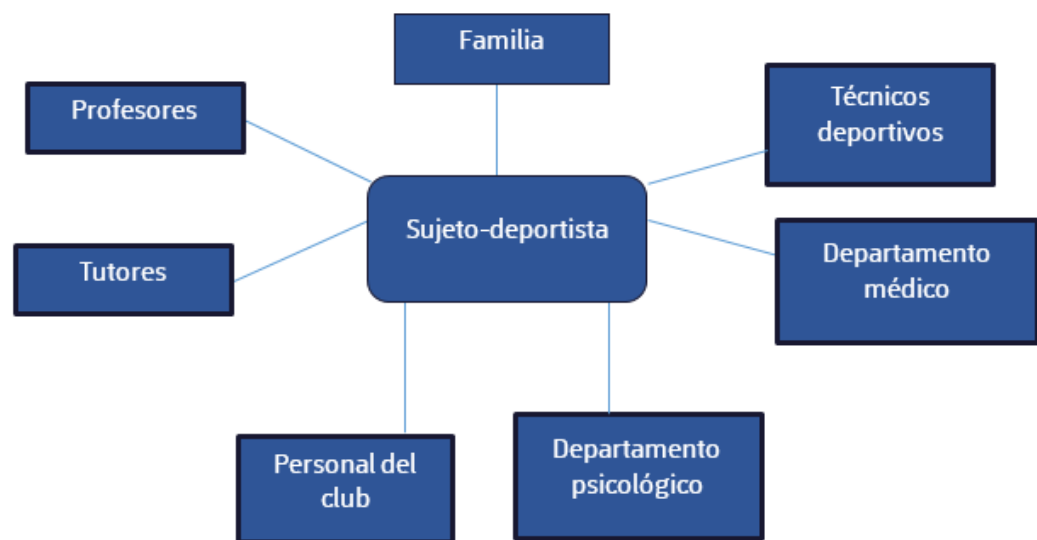 Familia
Profesores
Técnicos
deportivos
Sujeto-deportista
Tutores
Departamento
médico
Personal del
club
Departamento
psicológico